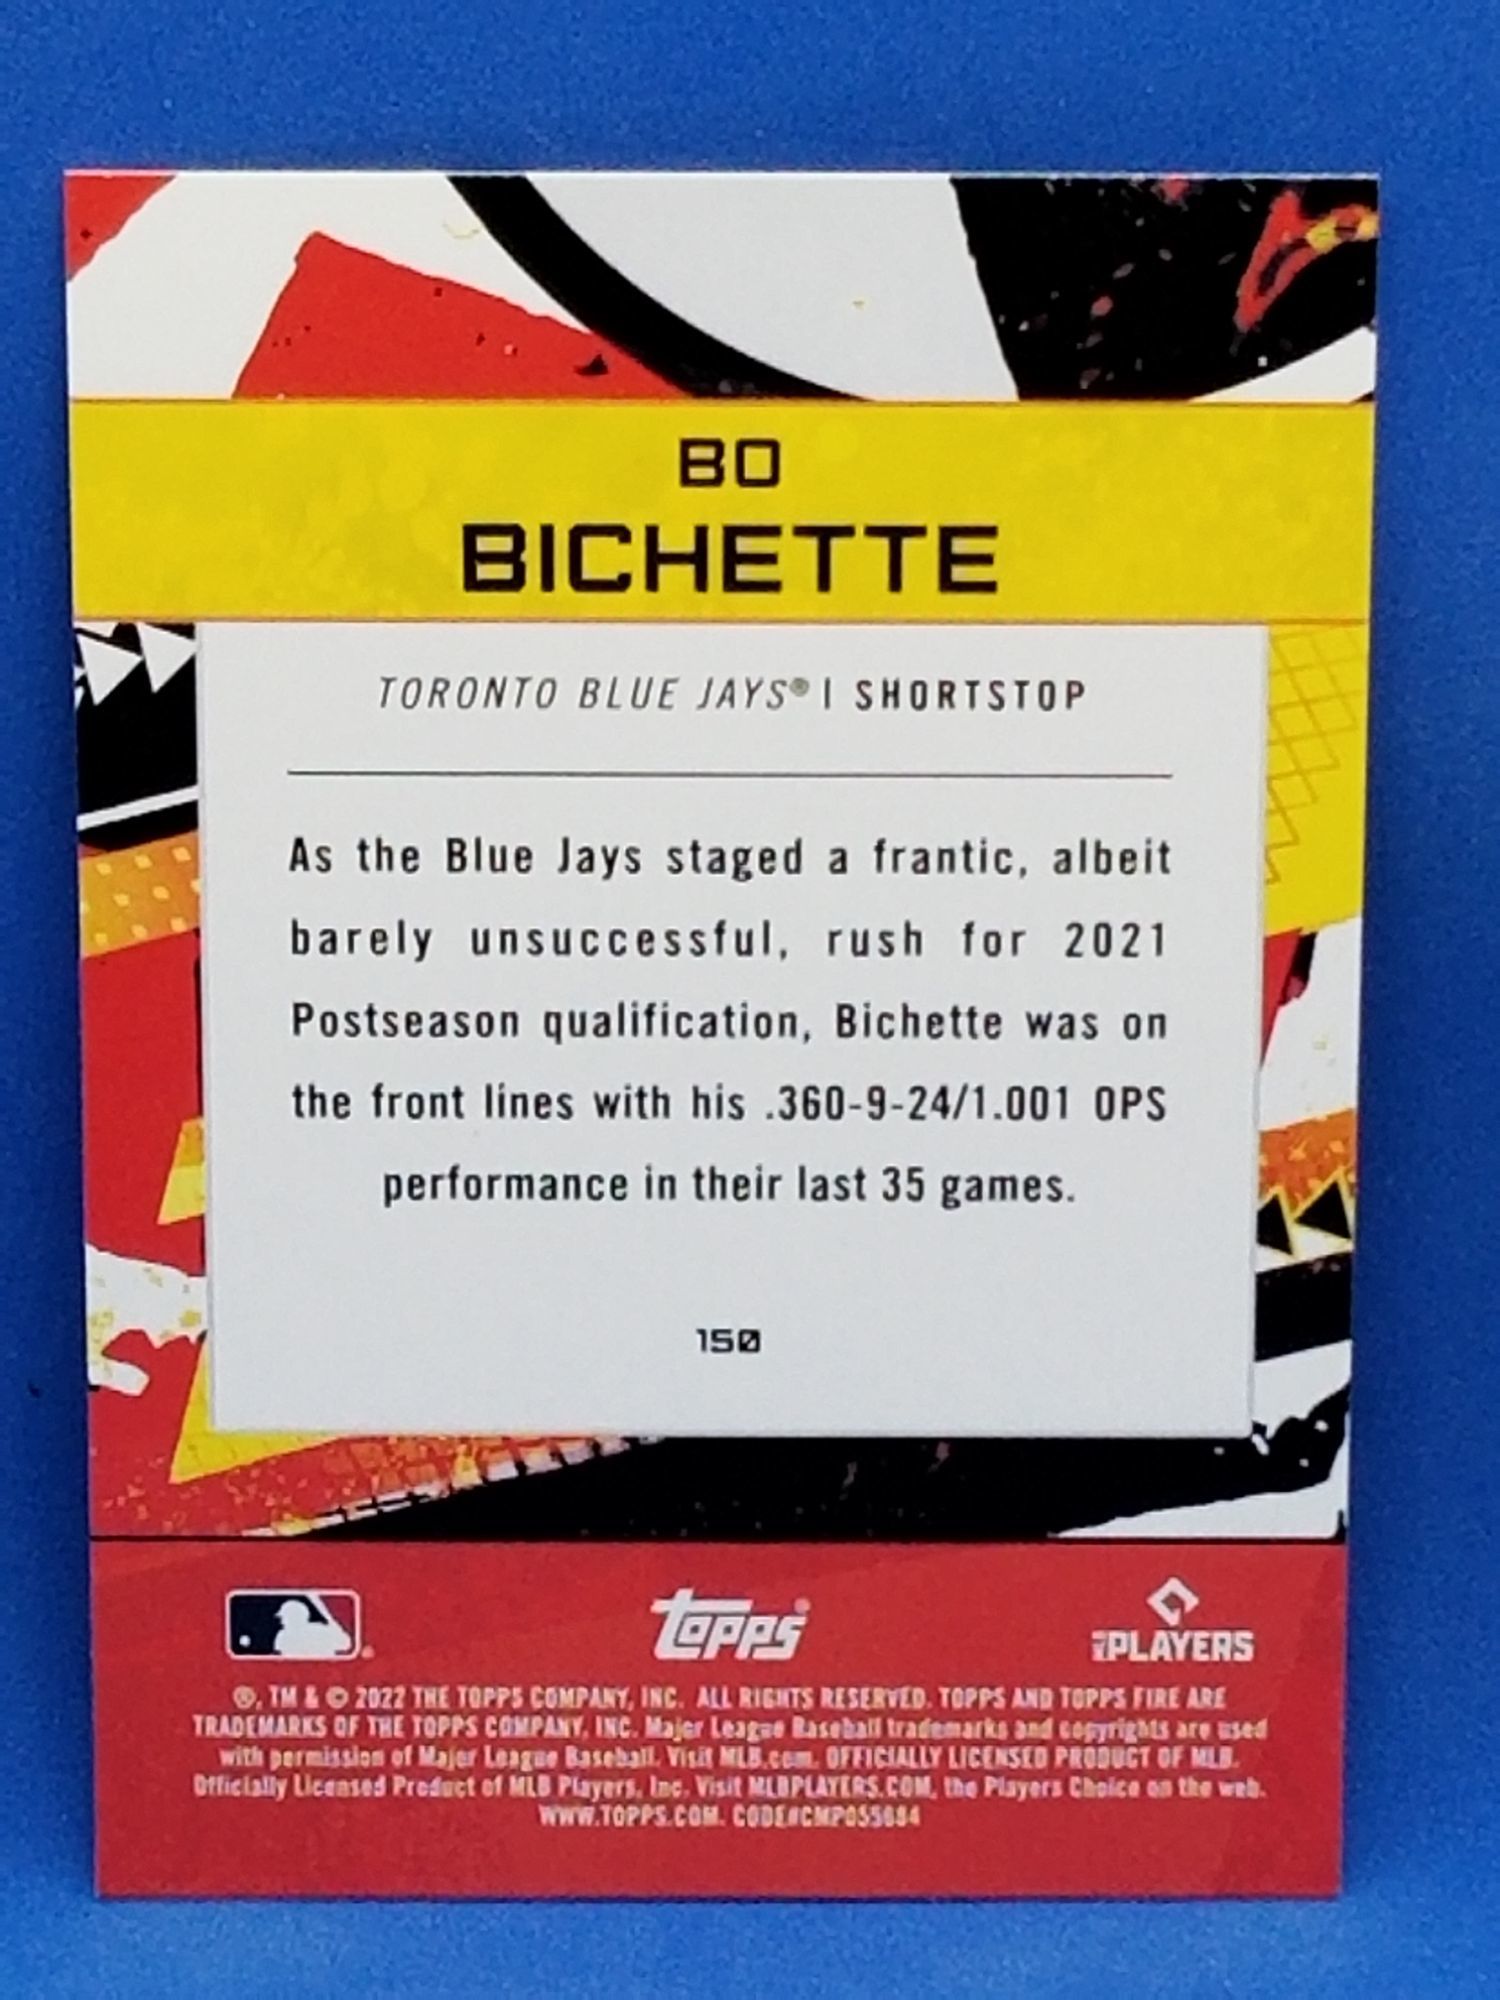 BO
BICHETTE
TORONTO BLUE JAYS® | SHORTSTOP
As the Blue Jays staged a frantic, albeit
barely unsuccessful, rush for 2021
Postseason qualification, Bichette was on
the front lines with his .360-9-24/1.001 OPS
performance in their last 35 games.
150
topps
MLB PLAYERS
®, TM & © 2022 THE TOPPS COMPANY, INC. ALL RIGHTS RESERVED. TOPPS AND TOPPS FIRE ARE
TRADEMARKS OF THE TOPPS COMPANY, INC. Major League Baseball trademarks and copyrights are used
with permission of Major League Baseball. Visit MLB.com. OFFICIALLY LICENSED PRODUCT OF MLB.
Officially Licensed Product of MLB Players, Inc. Visit MLBPLAYERS.COM, the Players Choice on the web.
WWW.TOPPS.COM. CODE#CMP055684